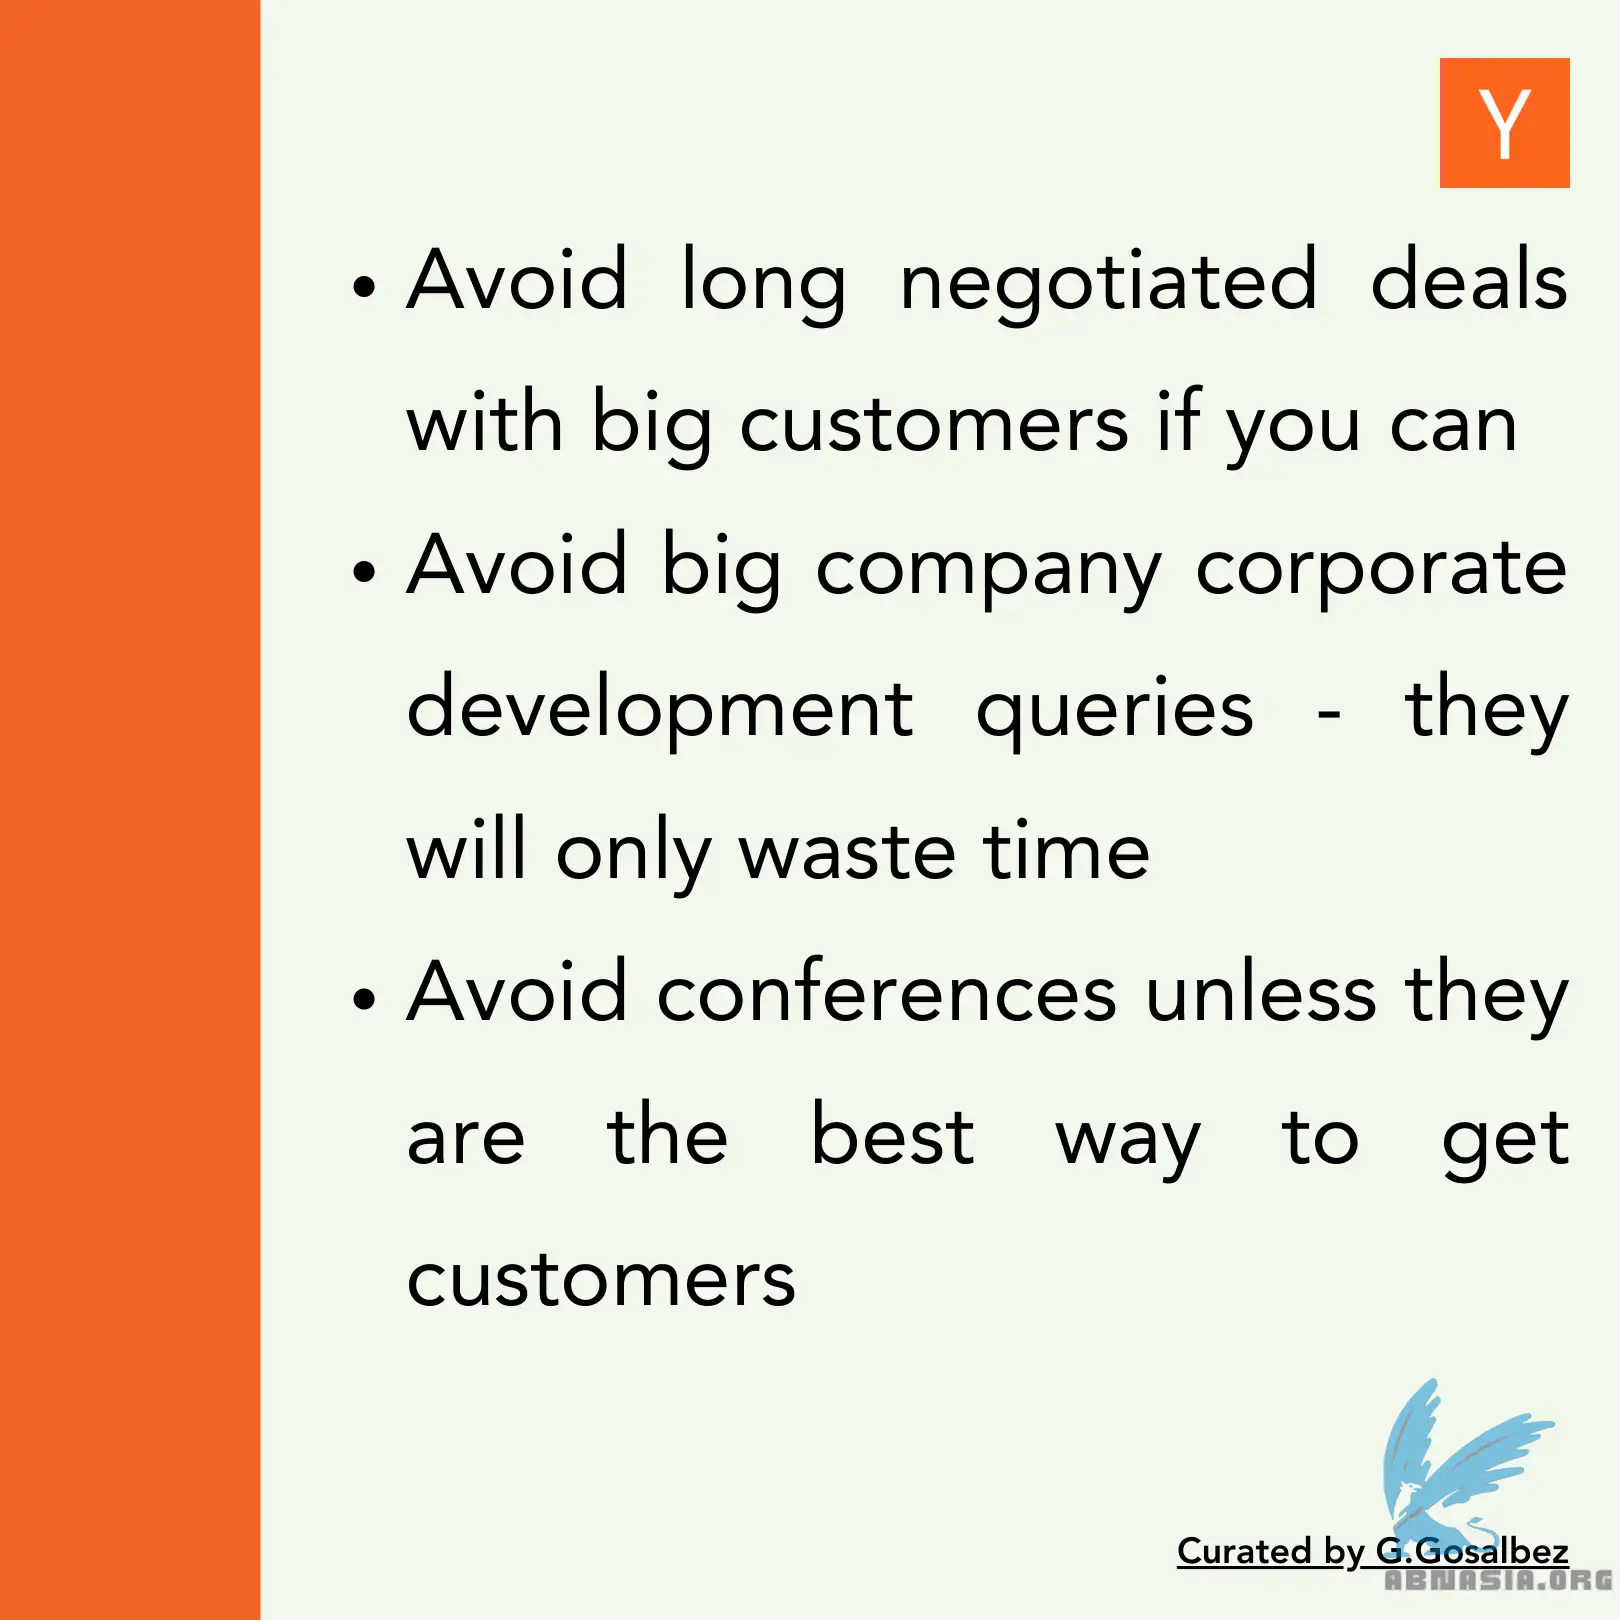 Y
• Avoid long negotiated deals
with big customers if you can
• Avoid big company corporate
development queries - they
will only waste time
• Avoid conferences unless they
are the best way to get
customers
Curated by G.Gosalbez
ABNASIA.ORG